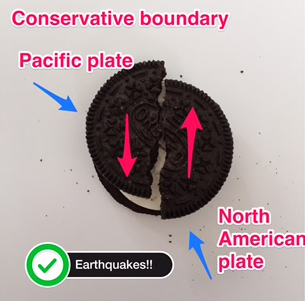 Conservative boundary
Pacific plate
North
American
plate
Earthquakes!!